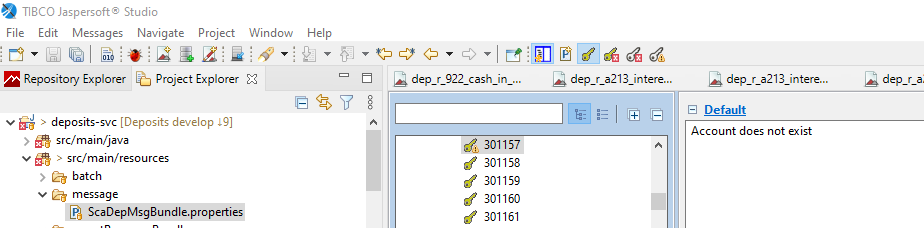 TIBCO Jaspersoft® Studio
File Edit Messages Navigate Project Window Help
Repository Explorer Project Explorer
dep_r_922_cash_in_... dep_r_a213_intere... dep_r_a213_intere... dep_r_a2
> deposits-svc [Deposits develop ↓9]
src/main/java
> src/main/resources
batch
message
ScaDepMsgBundle.properties
301157
301158
301159
301160
301161
Default
Account does not exist